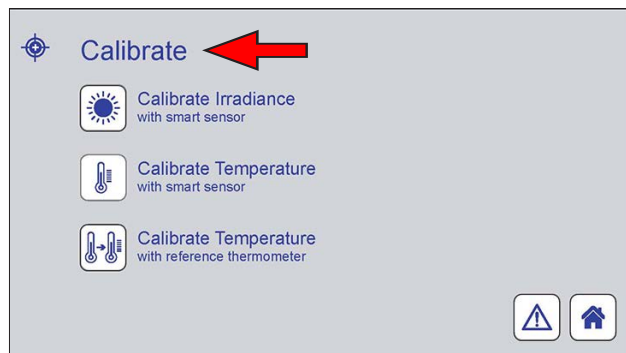 Calibrate
Calibrate Irradiance
with smart sensor
Calibrate Temperature
with smart sensor
Calibrate Temperature
with reference thermometer